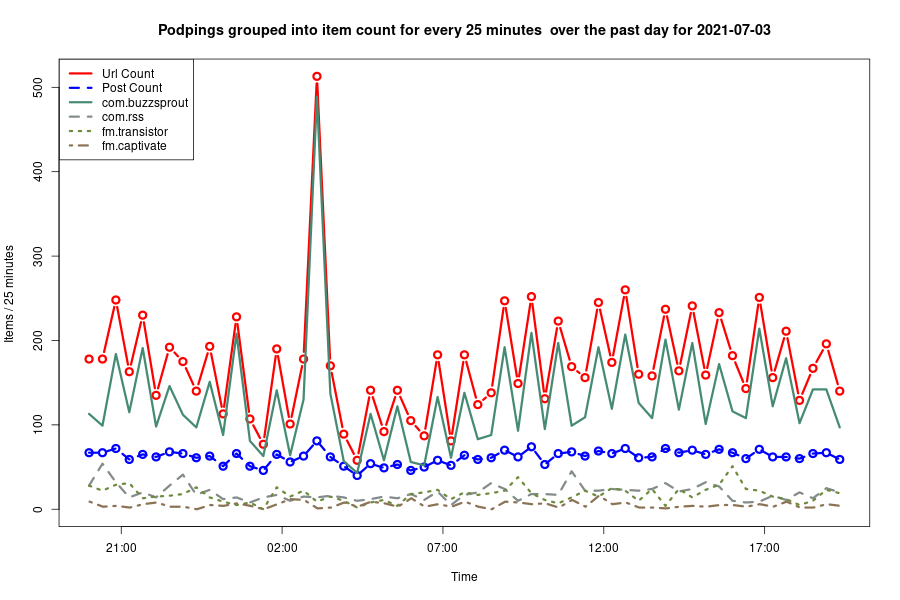 Podpings grouped into item count for every 25 minutes  over the past day for 2021-07-03
Url Count
Post Count
com.buzzsprout
com.rss
fm.transistor
fm.captivate
Items / 25 minutes
500
400
300
200
100
0
21:00 02:00 07:00 12:00 17:00
Time